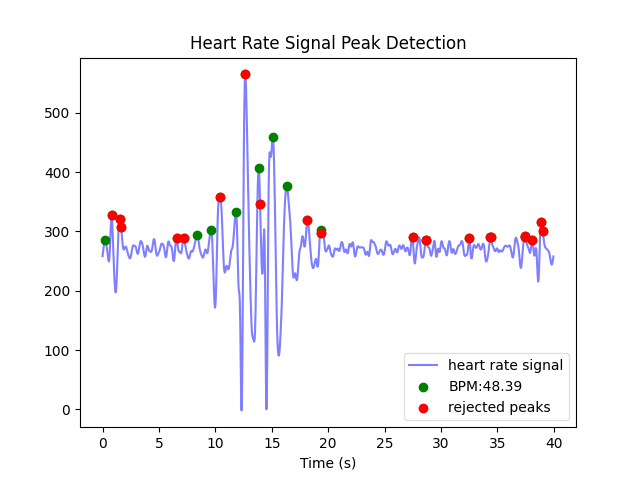 Heart Rate Signal Peak Detection
500
400
300
200
100
0
heart rate signal
BPM:48.39
rejected peaks
0 5 10 15 20 25 30 35 40
Time (s)